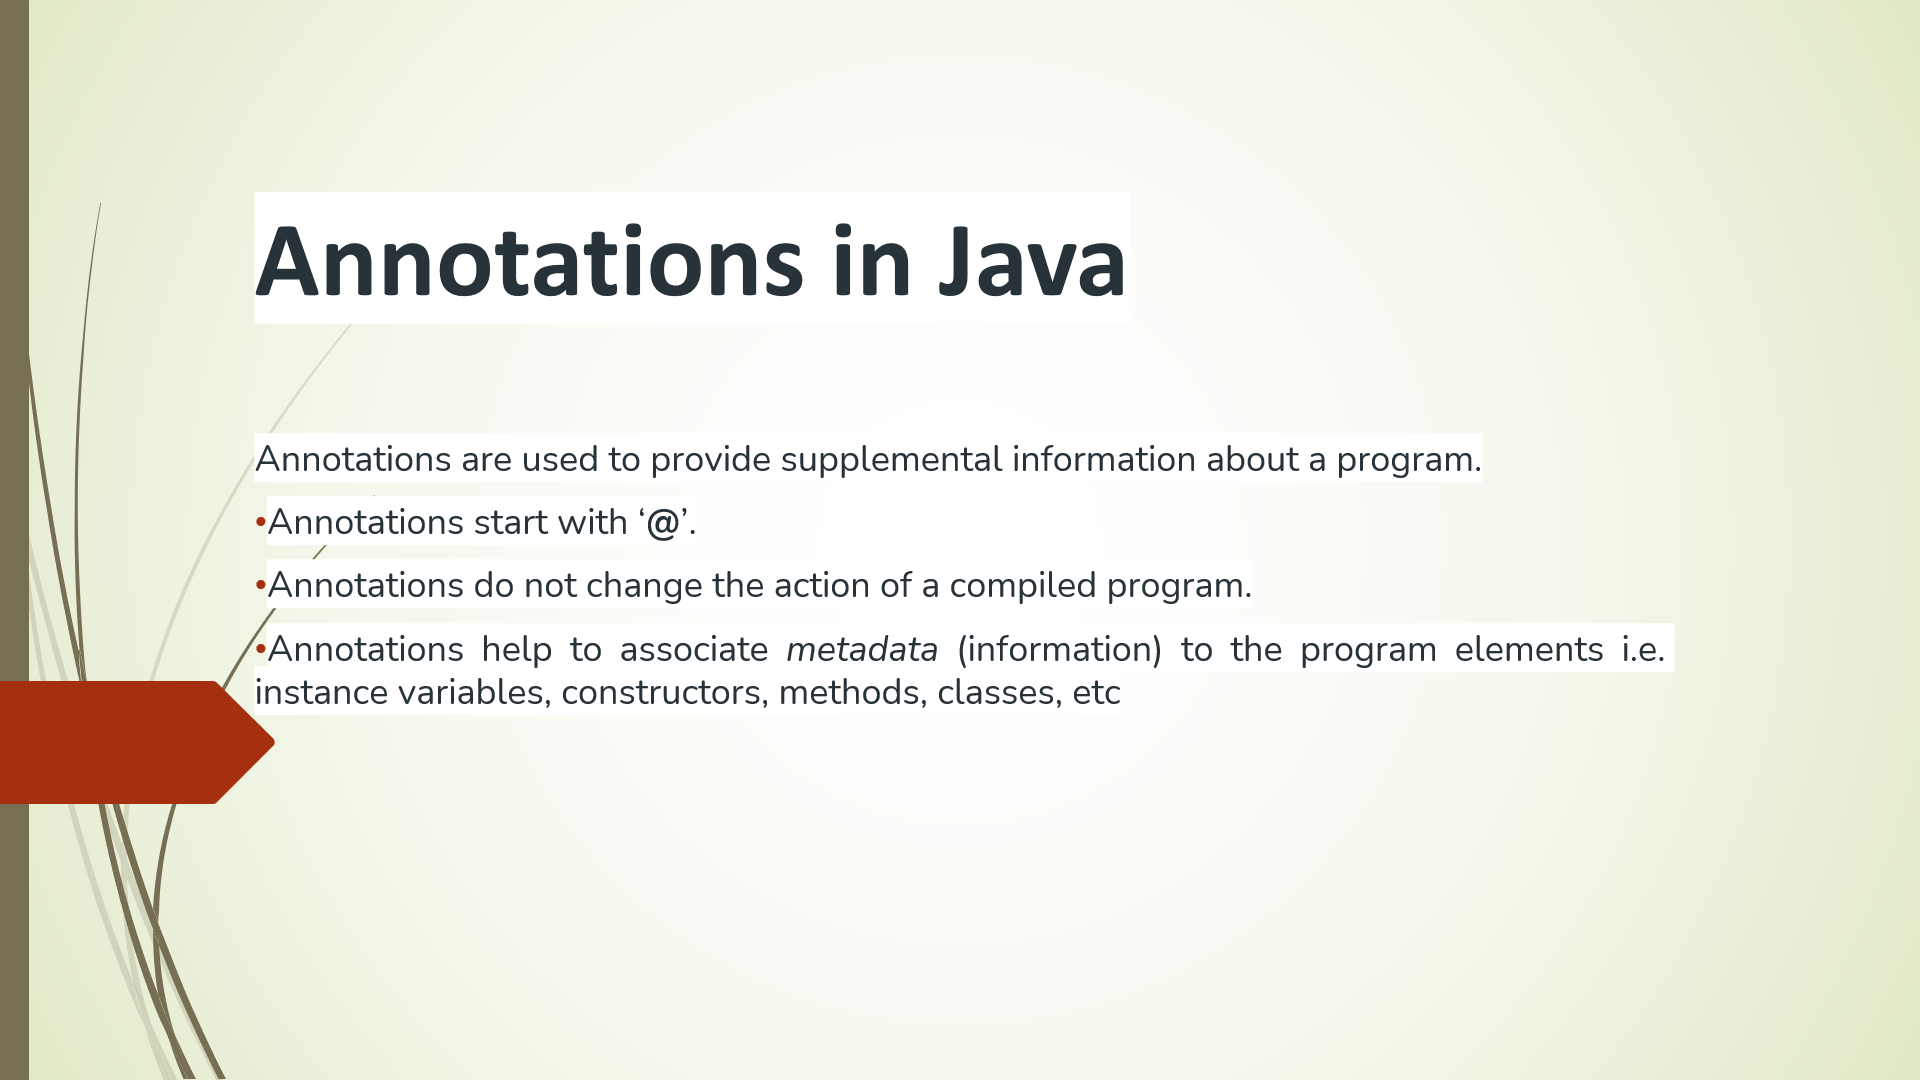 Annotations in Java
Annotations are used to provide supplemental information about a program.
•Annotations start with ‘@’.
•Annotations do not change the action of a compiled program.
•Annotations help to associate metadata (information) to the program elements i.e.
instance variables, constructors, methods, classes, etc